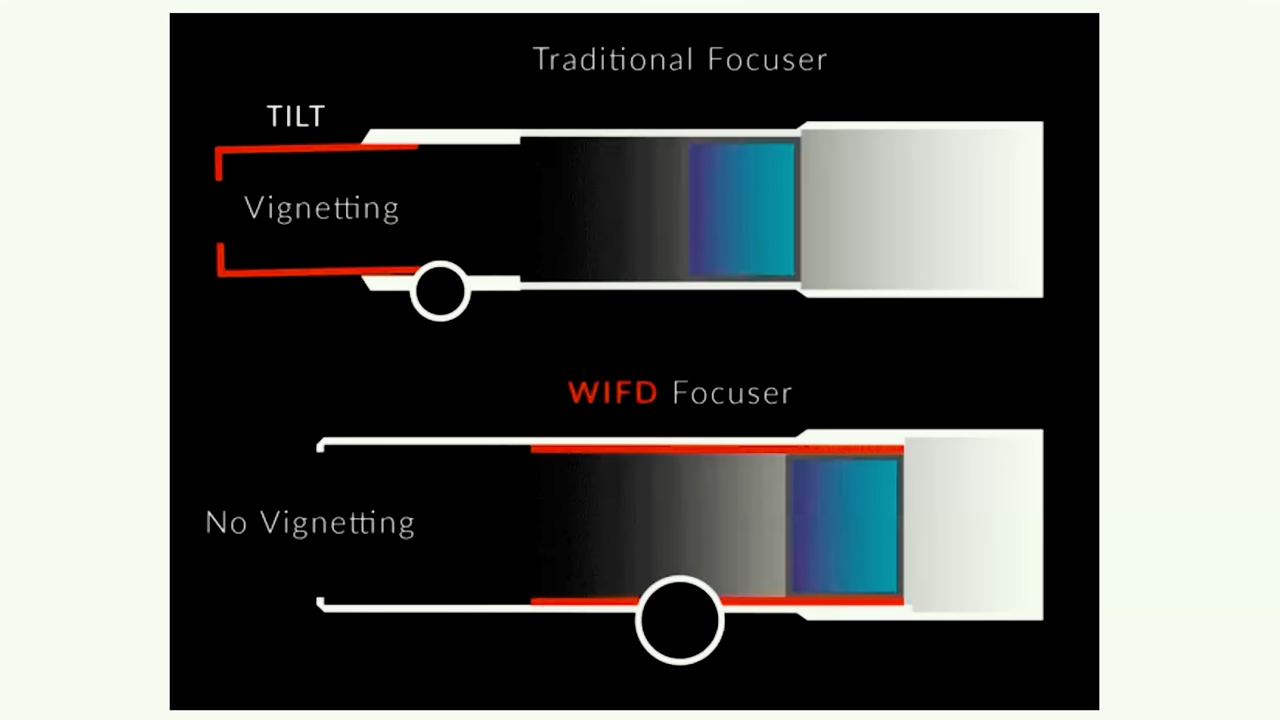 Traditional Focuser
TILT
Vignetting
WIFD Focuser
No Vignetting